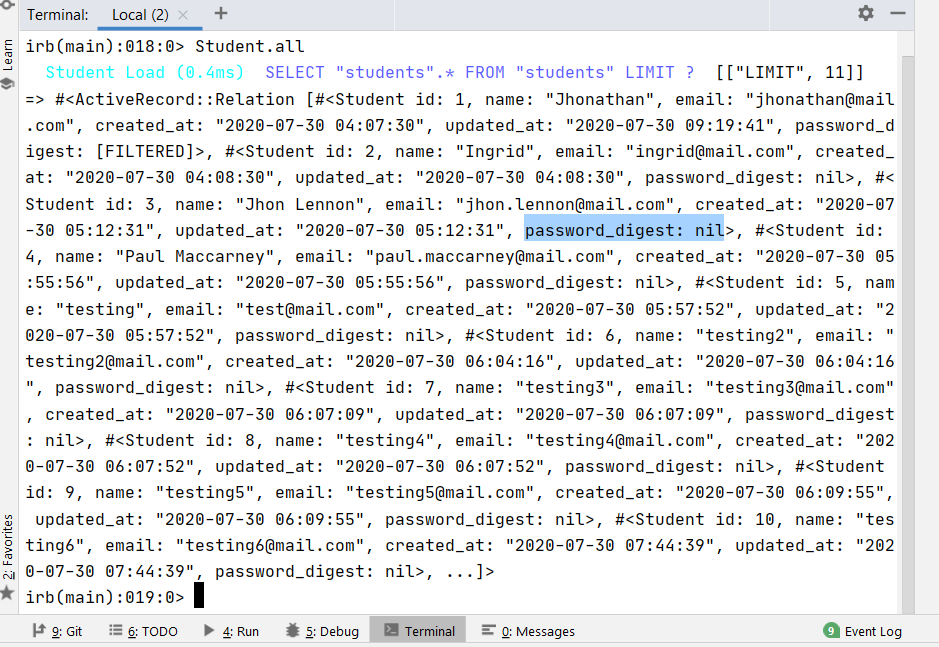 Terminal: Local (2) × +
irb(main):018:0> Student.all
Student Load (0.4ms)  SELECT "students".* FROM "students" LIMIT ?  [["LIMIT", 11]]
=> #<ActiveRecord::Relation [#<Student id: 1, name: "Jhonathan", email: "jhonathan@mail
.com", created_at: "2020-07-30 04:07:30", updated_at: "2020-07-30 09:19:41", password_d
igest: [FILTERED]>, #<Student id: 2, name: "Ingrid", email: "ingrid@mail.com", created_
at: "2020-07-30 04:08:30", updated_at: "2020-07-30 04:08:30", password_digest: nil>, #<
Student id: 3, name: "Jhon Lennon", email: "jhon.lennon@mail.com", created_at: "2020-07
-30 05:12:31", updated_at: "2020-07-30 05:12:31", password_digest: nil>, #<Student id:
4, name: "Paul Maccarney", email: "paul.maccarney@mail.com", created_at: "2020-07-30 05
:55:56", updated_at: "2020-07-30 05:55:56", password_digest: nil>, #<Student id: 5, nam
e: "testing", email: "test@mail.com", created_at: "2020-07-30 05:57:52", updated_at: "2
020-07-30 05:57:52", password_digest: nil>, #<Student id: 6, name: "testing2", email: "
testing2@mail.com", created_at: "2020-07-30 06:04:16", updated_at: "2020-07-30 06:04:16
", password_digest: nil>, #<Student id: 7, name: "testing3", email: "testing3@mail.com"
, created_at: "2020-07-30 06:07:09", updated_at: "2020-07-30 06:07:09", password_digest
: nil>, #<Student id: 8, name: "testing4", email: "testing4@mail.com", created_at: "202
0-07-30 06:07:52", updated_at: "2020-07-30 06:07:52", password_digest: nil>, #<Student
id: 9, name: "testing5", email: "testing5@mail.com", created_at: "2020-07-30 06:09:55",
updated_at: "2020-07-30 06:09:55", password_digest: nil>, #<Student id: 10, name: "tes
ting6", email: "testing6@mail.com", created_at: "2020-07-30 07:44:39", updated_at: "202
0-07-30 07:44:39", password_digest: nil>, ...]>
irb(main):019:0>
Learn
2: Favorites
9: Git 6: TODO 4: Run 5: Debug Terminal 0: Messages 9 Event Log